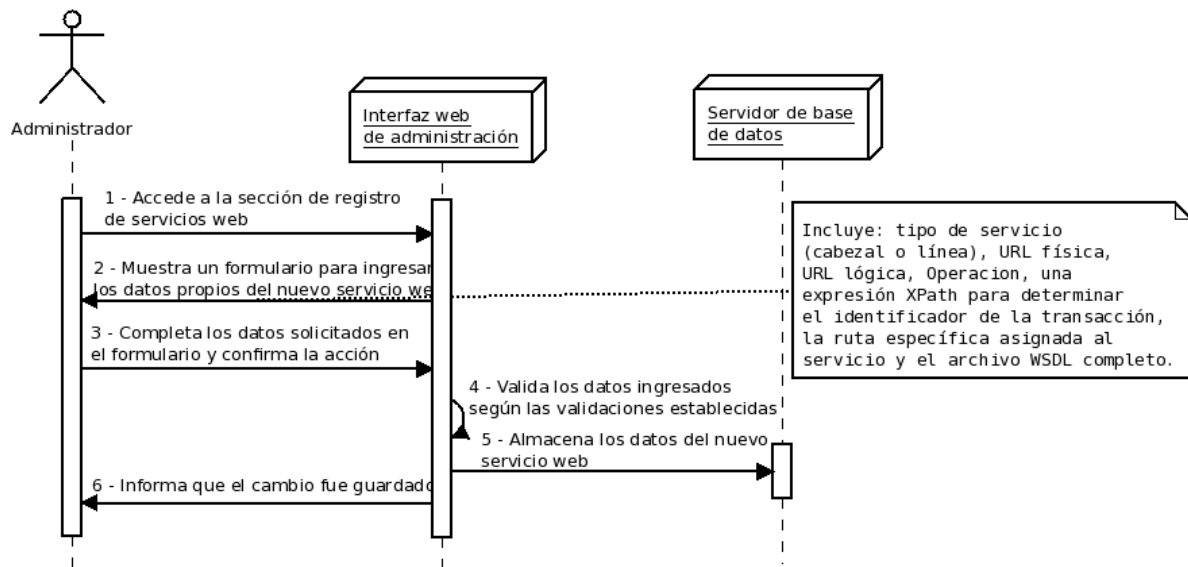 Administrador
Interfaz web
de administración
Servidor de base
de datos
1 - Accede a la sección de registro
de servicios web
2 - Muestra un formulario para ingresar
los datos propios del nuevo servicio web
Incluye: tipo de servicio
(cabezal o línea), URL física,
URL lógica, Operacion, una
expresión XPath para determinar
el identificador de la transacción,
la ruta específica asignada al
servicio y el archivo WSDL completo.
3 - Completa los datos solicitados en
el formulario y confirma la acción
4 - Valida los datos ingresados
según las validaciones establecidas
5 - Almacena los datos del nuevo
servicio web
6 - Informa que el cambio fue guardado